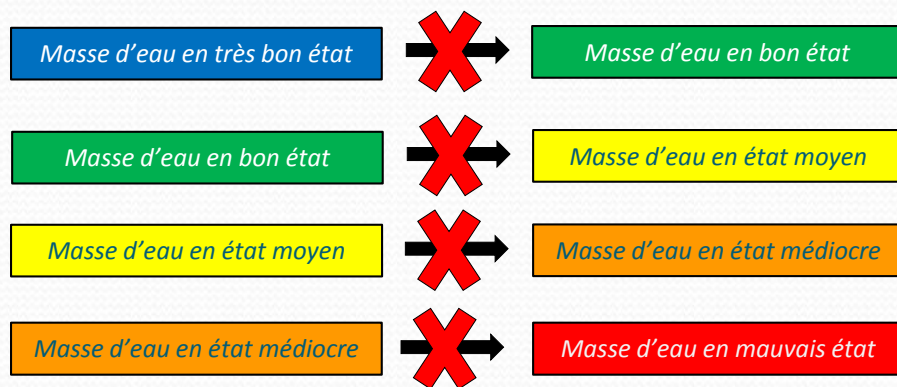 Masse d’eau en très bon état
Masse d’eau en bon état
Masse d’eau en bon état
Masse d’eau en état moyen
Masse d’eau en état moyen
Masse d’eau en état médiocre
Masse d’eau en état médiocre
Masse d’eau en mauvais état